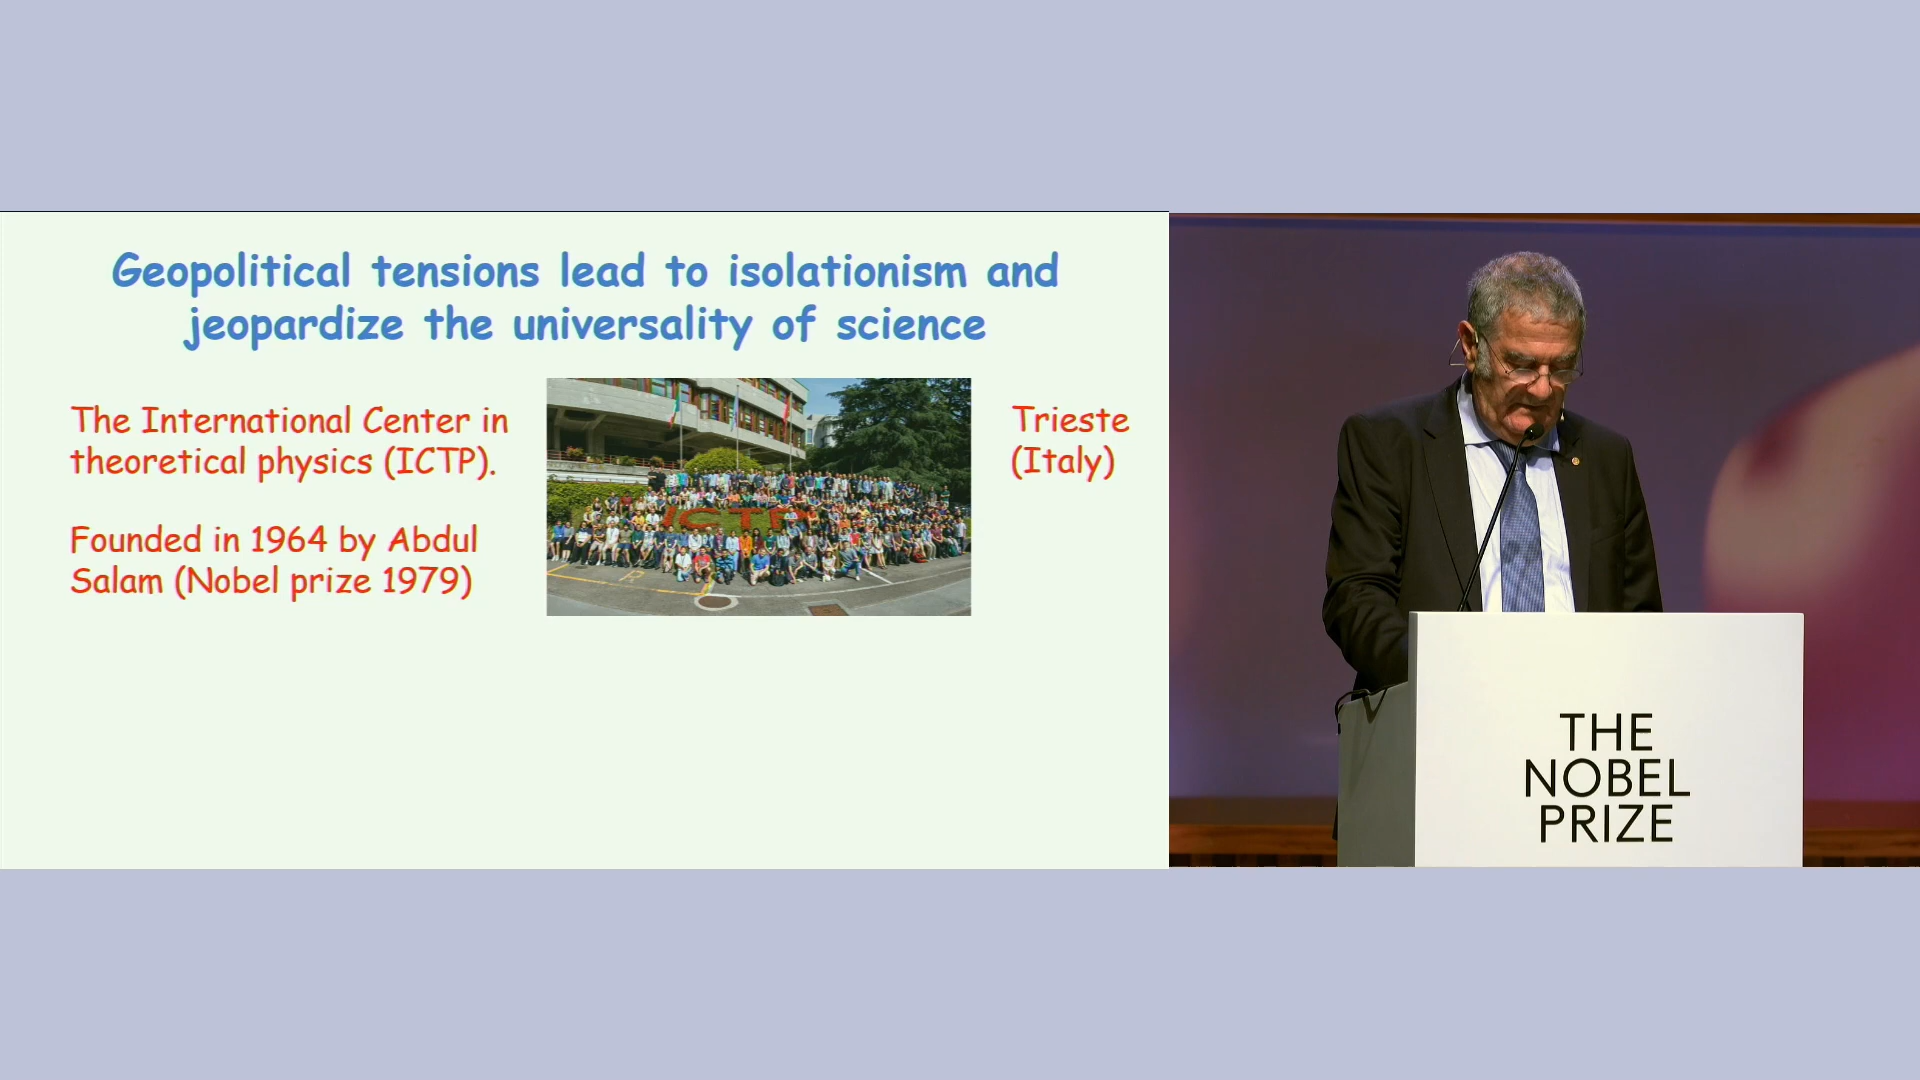 Geopolitical tensions lead to isolationism and
jeopardize the universality of science
The International Center in
theoretical physics (ICTP).
Founded in 1964 by Abdul
Salam (Nobel prize 1979)
ICTP
Trieste
(Italy)
THE
NOBEL
PRIZE